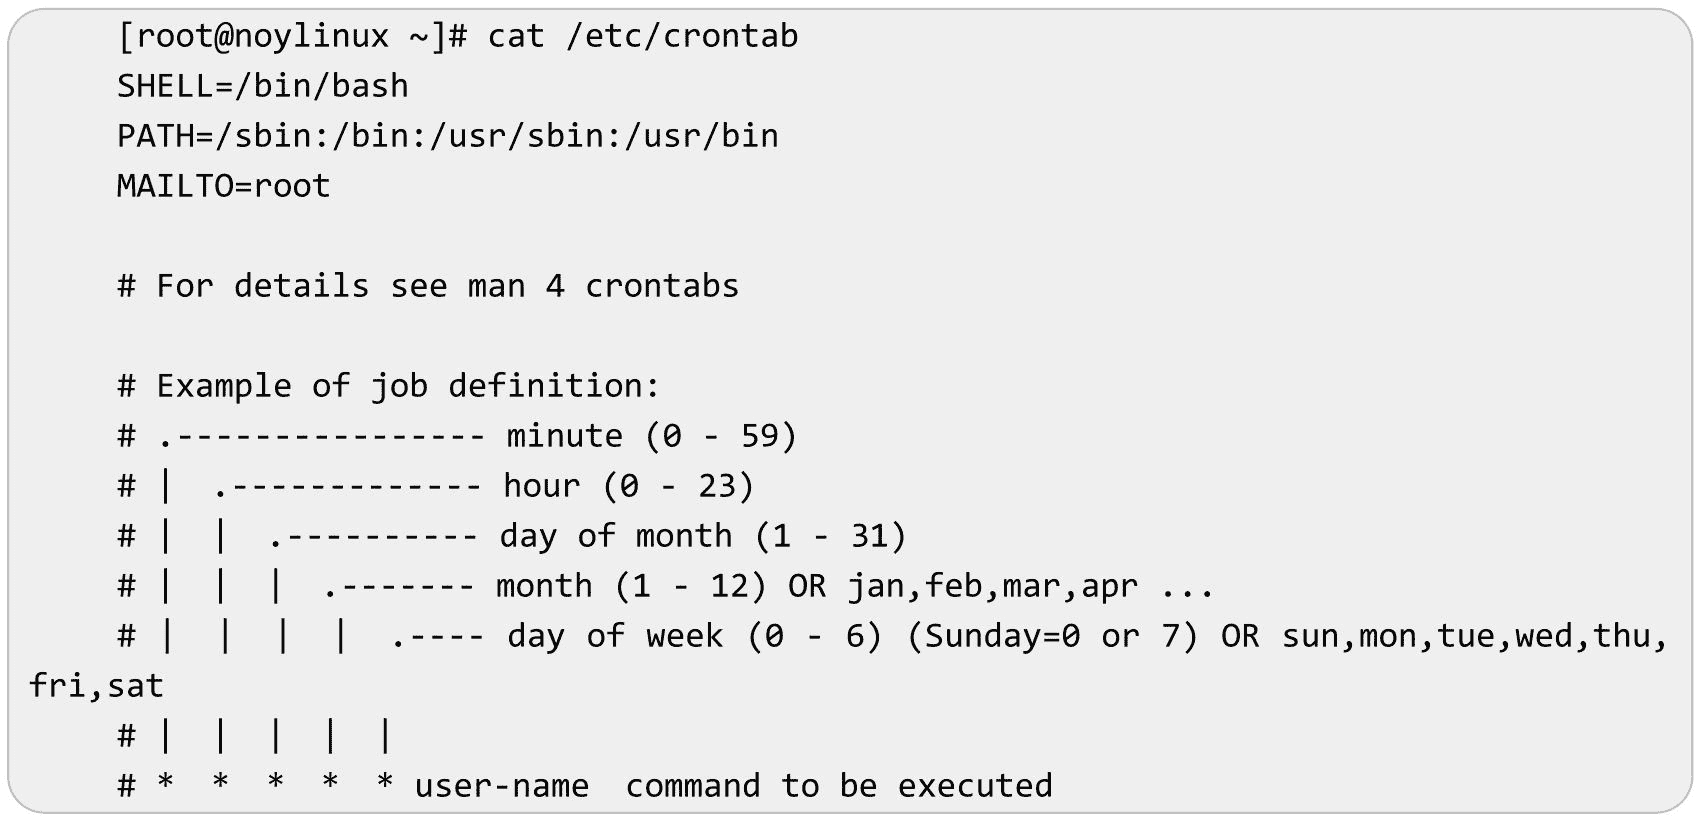 [root@noylinux ~]# cat /etc/crontab
SHELL=/bin/bash
PATH=/sbin:/bin:/usr/sbin:/usr/bin
MAILTO=root
# For details see man 4 crontabs
# Example of job definition:
# .---------------- minute (0 - 59)
# |  .------------- hour (0 - 23)
# |  |  .---------- day of month (1 - 31)
# |  |  |  .------- month (1 - 12) OR jan,feb,mar,apr ...
# |  |  |  |  .---- day of week (0 - 6) (Sunday=0 or 7) OR sun,mon,tue,wed,thu,
fri,sat
# |  |  |  |  |
# *  *  *  *  * user-name  command to be executed